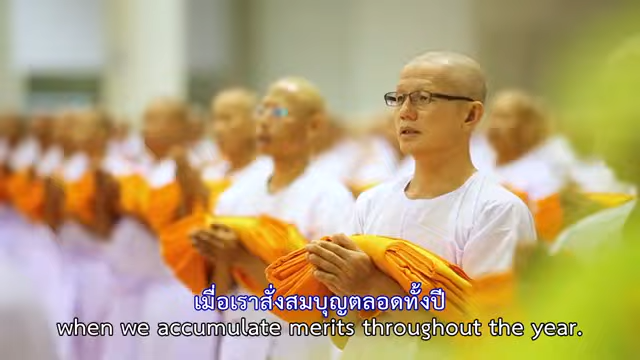 เมื่อเราสั่งสมบุญตลอดทั้งปี
when we accumulate merits throughout the year.